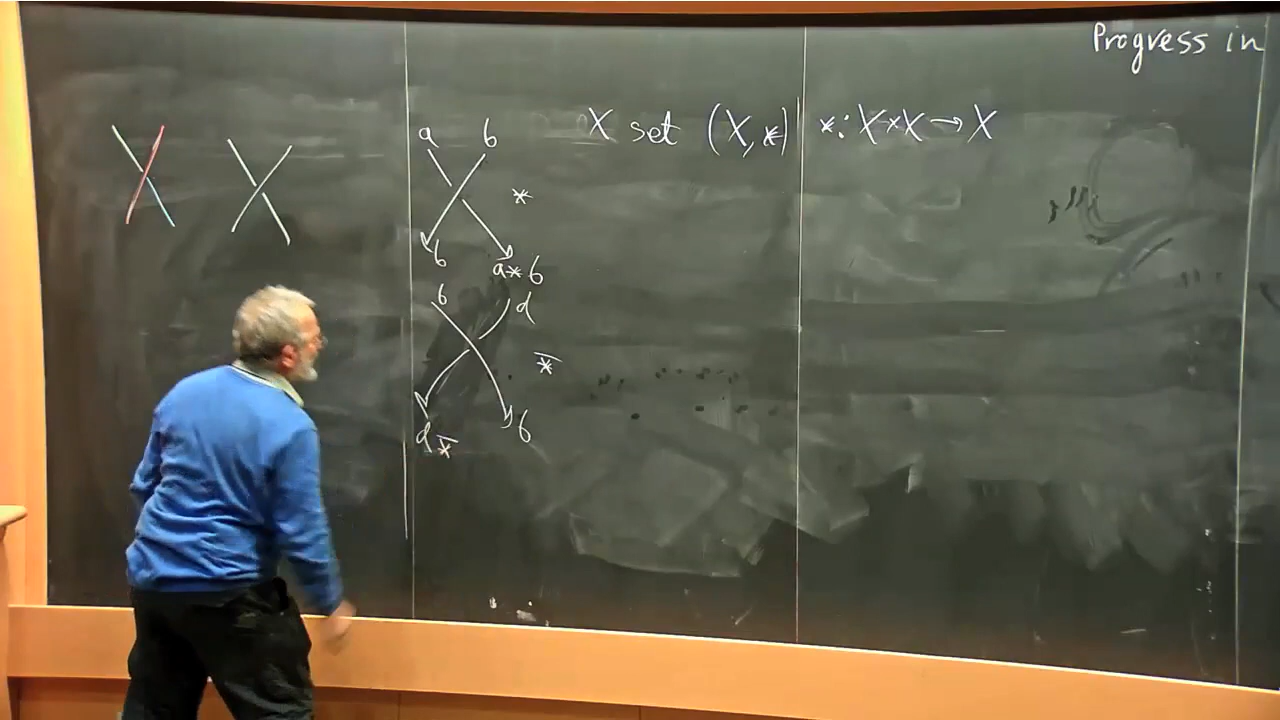 Progress in
X set (X, *) *: X × X → X
a b
*
b a * b
b d
*̅
d *̅ b